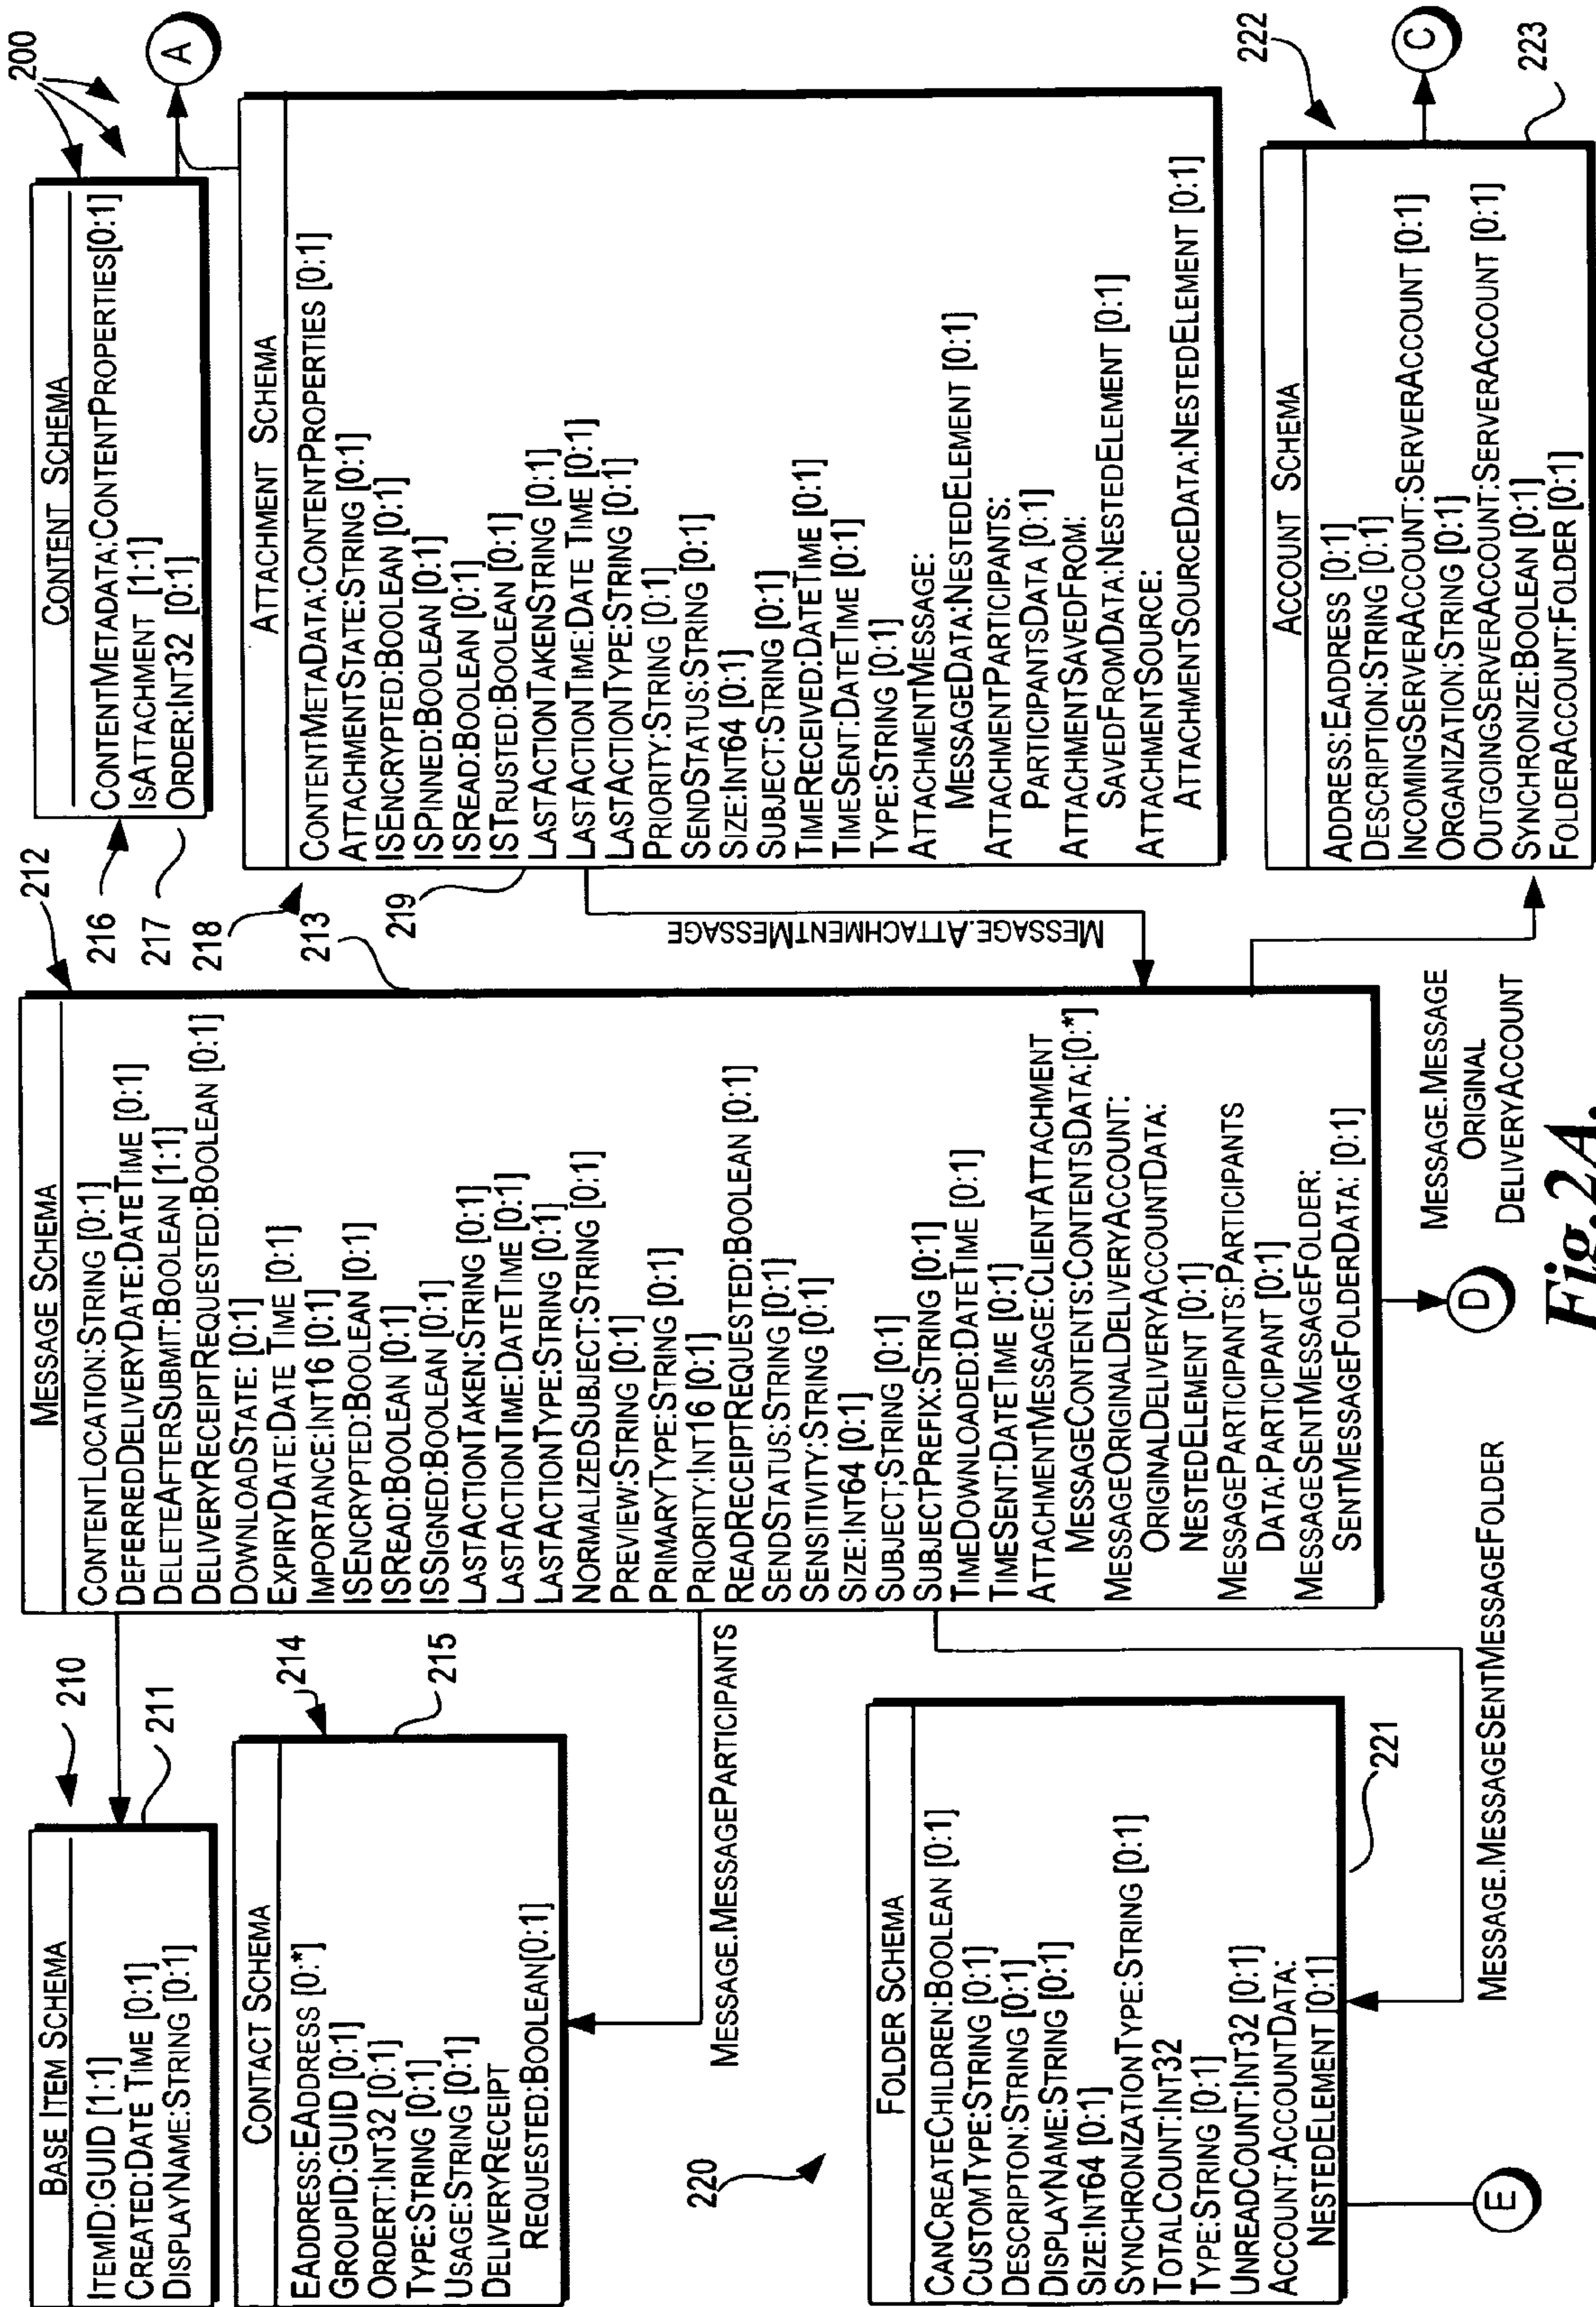 200
BASE ITEM SCHEMA
ITEMID:GUID [1:1]
CREATED:DATE TIME [0:1]
DISPLAYNAME:STRING [0:1]
210
211
CONTACT SCHEMA
EADDRESS:EADDRESS [0:*]
GROUPID:GUID [0:1]
ORDERT:INT32 [0:1]
TYPE:STRING [0:1]
USAGE:STRING [0:1]
DELIVERYRECEIPT
REQUESTED:BOOLEAN[0:1]
214
215
MESSAGE.MESSAGEPARTICIPANTS
220
FOLDER SCHEMA
CANCREATECHILDREN:BOOLEAN [0:1]
CUSTOMTYPE:STRING [0:1]
DESCRIPTON:STRING [0:1]
DISPLAYNAME:STRING [0:1]
SIZE:INT64 [0:1]
SYNCHRONIZATIONTYPE:STRING [0:1]
TOTALCOUNT:INT32
TYPE:STRING [0:1]
UNREADCOUNT:INT32 [0:1]
ACCOUNT:ACCOUNTDATA:
NESTEDELEMENT [0:1]
221
E
MESSAGE.MESSAGESENTMESSAGEFOLDER
MESSAGE SCHEMA
CONTENTLOCATION:STRING [0:1]
DEFERREDDELIVERYDATE:DATETIME [0:1]
DELETEAFTERSUBMIT:BOOLEAN [1:1]
DELIVERYRECEIPTREQUESTED:BOOLEAN [0:1]
DOWNLOADSTATE: [0:1]
EXPIRYDATE:DATE TIME [0:1]
IMPORTANCE:INT16 [0:1]
ISENCRYPTED:BOOLEAN [0:1]
ISREAD:BOOLEAN [0:1]
ISSIGNED:BOOLEAN [0:1]
LASTACTIONTAKEN:STRING [0:1]
LASTACTIONTIME:DATETIME [0:1]
LASTACTIONTYPE:STRING [0:1]
NORMALIZEDSUBJECT:STRING [0:1]
PREVIEW:STRING [0:1]
PRIMARYTYPE:STRING [0:1]
PRIORITY:INT16 [0:1]
READRECEIPTREQUESTED:BOOLEAN [0:1]
SENDSTATUS:STRING [0:1]
SENSITIVITY:STRING [0:1]
SIZE:INT64 [0:1]
SUBJECT;STRING [0:1]
SUBJECTPREFIX:STRING [0:1]
TIMEDOWNLOADED:DATETIME [0:1]
TIMESENT:DATETIME [0:1]
ATTACHMENTMESSAGE:CLIENTATTACHMENT
MESSAGECONTENTS:CONTENTSDATA:[0:*]
MESSAGEORIGINALDELIVERYACCOUNT:
ORIGINALDELIVERYACCOUNTDATA:
NESTEDELEMENT [0:1]
MESSAGEPARTICIPANTS:PARTICIPANTS
DATA:PARTICIPANT [0:1]
MESSAGESENTMESSAGEFOLDER:
SENTMESSAGEFOLDERDATA: [0:1]
212
213
D
MESSAGE.MESSAGE
ORIGINAL
DELIVERYACCOUNT
CONTENT SCHEMA
CONTENTMETADATA:CONTENTPROPERTIES[0:1]
ISATTACHMENT [1:1]
ORDER:INT32 [0:1]
216
217
A
218
219
ATTACHMENT SCHEMA
CONTENTMETADATA:CONTENTPROPERTIES [0:1]
ATTACHMENTSTATE:STRING [0:1]
ISENCRYPTED:BOOLEAN [0:1]
ISPINNED:BOOLEAN [0:1]
ISREAD:BOOLEAN [0:1]
ISTRUSTED:BOOLEAN [0:1]
LASTACTIONTAKENSTRING [0:1]
LASTACTIONTIME:DATE TIME [0:1]
LASTACTIONTYPE:STRING [0:1]
PRIORITY:STRING [0:1]
SENDSTATUS:STRING [0:1]
SIZE:INT64 [0:1]
SUBJECT:STRING [0:1]
TIMERECEIVED:DATETIME [0:1]
TIMESENT:DATETIME [0:1]
TYPE:STRING [0:1]
ATTACHMENTMESSAGE:
MESSAGEDATA:NESTEDELEMENT [0:1]
ATTACHMENTPARTICIPANTS:
PARTICIPANTSDATA [0:1]
ATTACHMENTSAVEDFROM:
SAVEDFROMDATA:NESTEDELEMENT [0:1]
ATTACHMENTSOURCE:
ATTACHMENTSOURCEDATA:NESTEDELEMENT [0:1]
MESSAGE.ATTACHMENTMESSAGE
ACCOUNT SCHEMA
ADDRESS:EADDRESS [0:1]
DESCRIPTION:STRING [0:1]
INCOMINGSERVERACCOUNT:SERVERACCOUNT [0:1]
ORGANIZATION:STRING [0:1]
OUTGOINGSERVERACCOUNT:SERVERACCOUNT [0:1]
SYNCHRONIZE:BOOLEAN [0:1]
FOLDERACCOUNT:FOLDER [0:1]
222
C
223
Fig.2A.